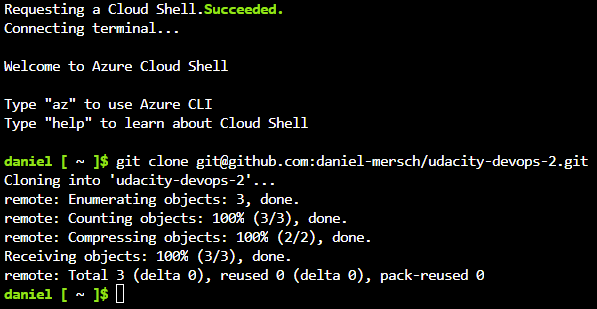 Requesting a Cloud Shell.Succeeded.
Connecting terminal...
Welcome to Azure Cloud Shell
Type "az" to use Azure CLI
Type "help" to learn about Cloud Shell
daniel [ ~ ]$ git clone git@github.com:daniel-mersch/udacity-devops-2.git
Cloning into 'udacity-devops-2'...
remote: Enumerating objects: 3, done.
remote: Counting objects: 100% (3/3), done.
remote: Compressing objects: 100% (2/2), done.
Receiving objects: 100% (3/3), done.
remote: Total 3 (delta 0), reused 0 (delta 0), pack-reused 0
daniel [ ~ ]$